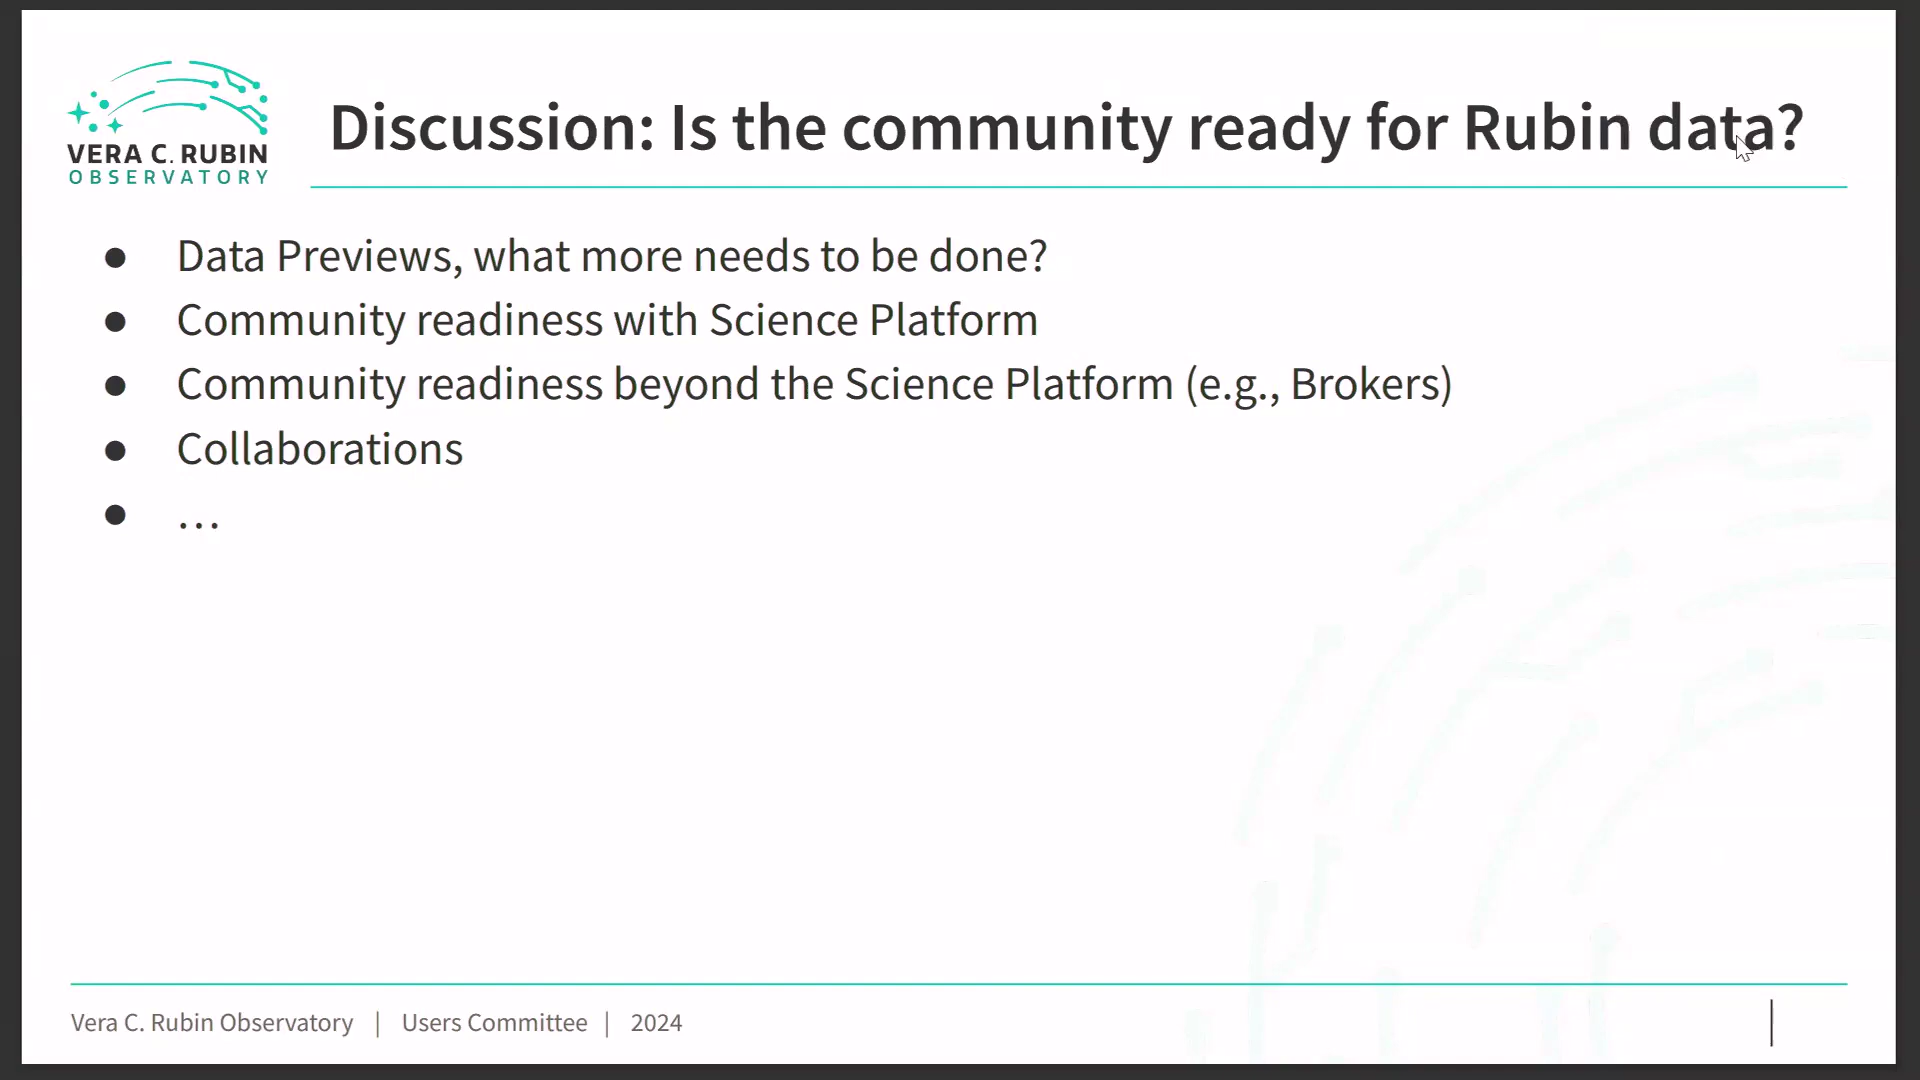 VERA C. RUBIN
OBSERVATORY
Discussion: Is the community ready for Rubin data?
● Data Previews, what more needs to be done?
● Community readiness with Science Platform
● Community readiness beyond the Science Platform (e.g., Brokers)
● Collaborations
● …
Vera C. Rubin Observatory | Users Committee | 2024 |